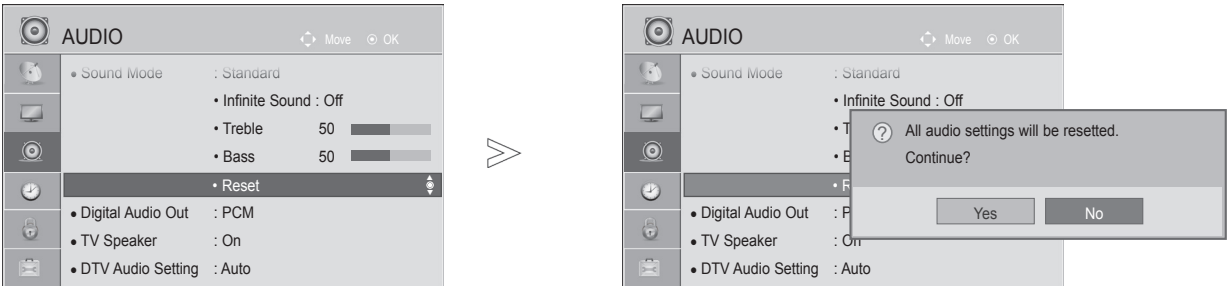 AUDIO
Move OK
• Sound Mode : Standard
• Infinite Sound : Off
• Treble 50
• Bass 50
• Reset
• Digital Audio Out : PCM
• TV Speaker : On
• DTV Audio Setting : Auto
AUDIO
Move OK
• Sound Mode : Standard
• Infinite Sound : Off
• T
• B
• R
• Digital Audio Out : P
• TV Speaker : On
• DTV Audio Setting : Auto
? All audio settings will be resetted.
Continue?
Yes No